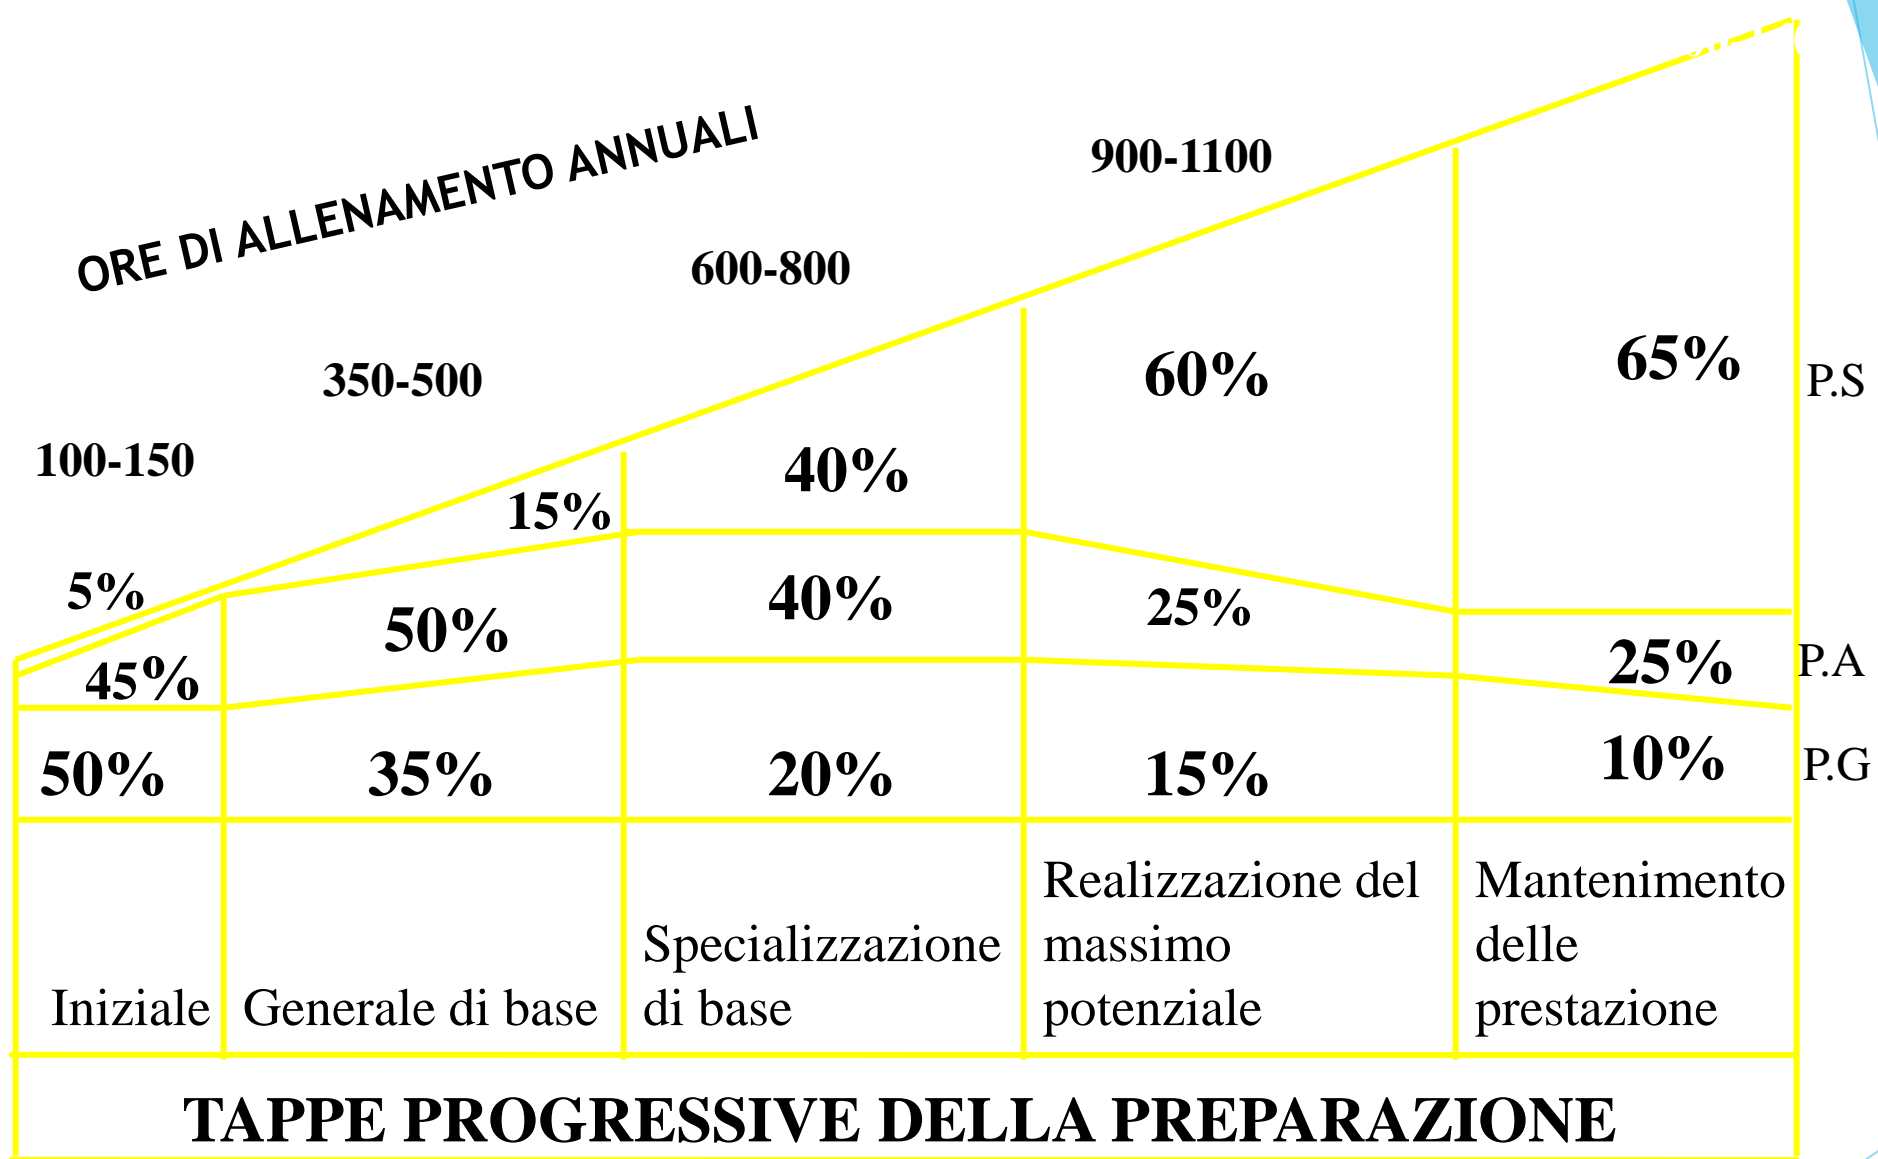 ORE DI ALLENAMENTO ANNUALI
900-1100
600-800
350-500
100-150
65%
60%
P.S
40%
15%
5%
50%
40%
25%
25%
P.A
45%
50%
35%
20%
15%
10%
P.G
Iniziale
Generale di base
Specializzazione
di base
Realizzazione del
massimo
potenziale
Mantenimento
delle
prestazione
TAPPE PROGRESSIVE DELLA PREPARAZIONE